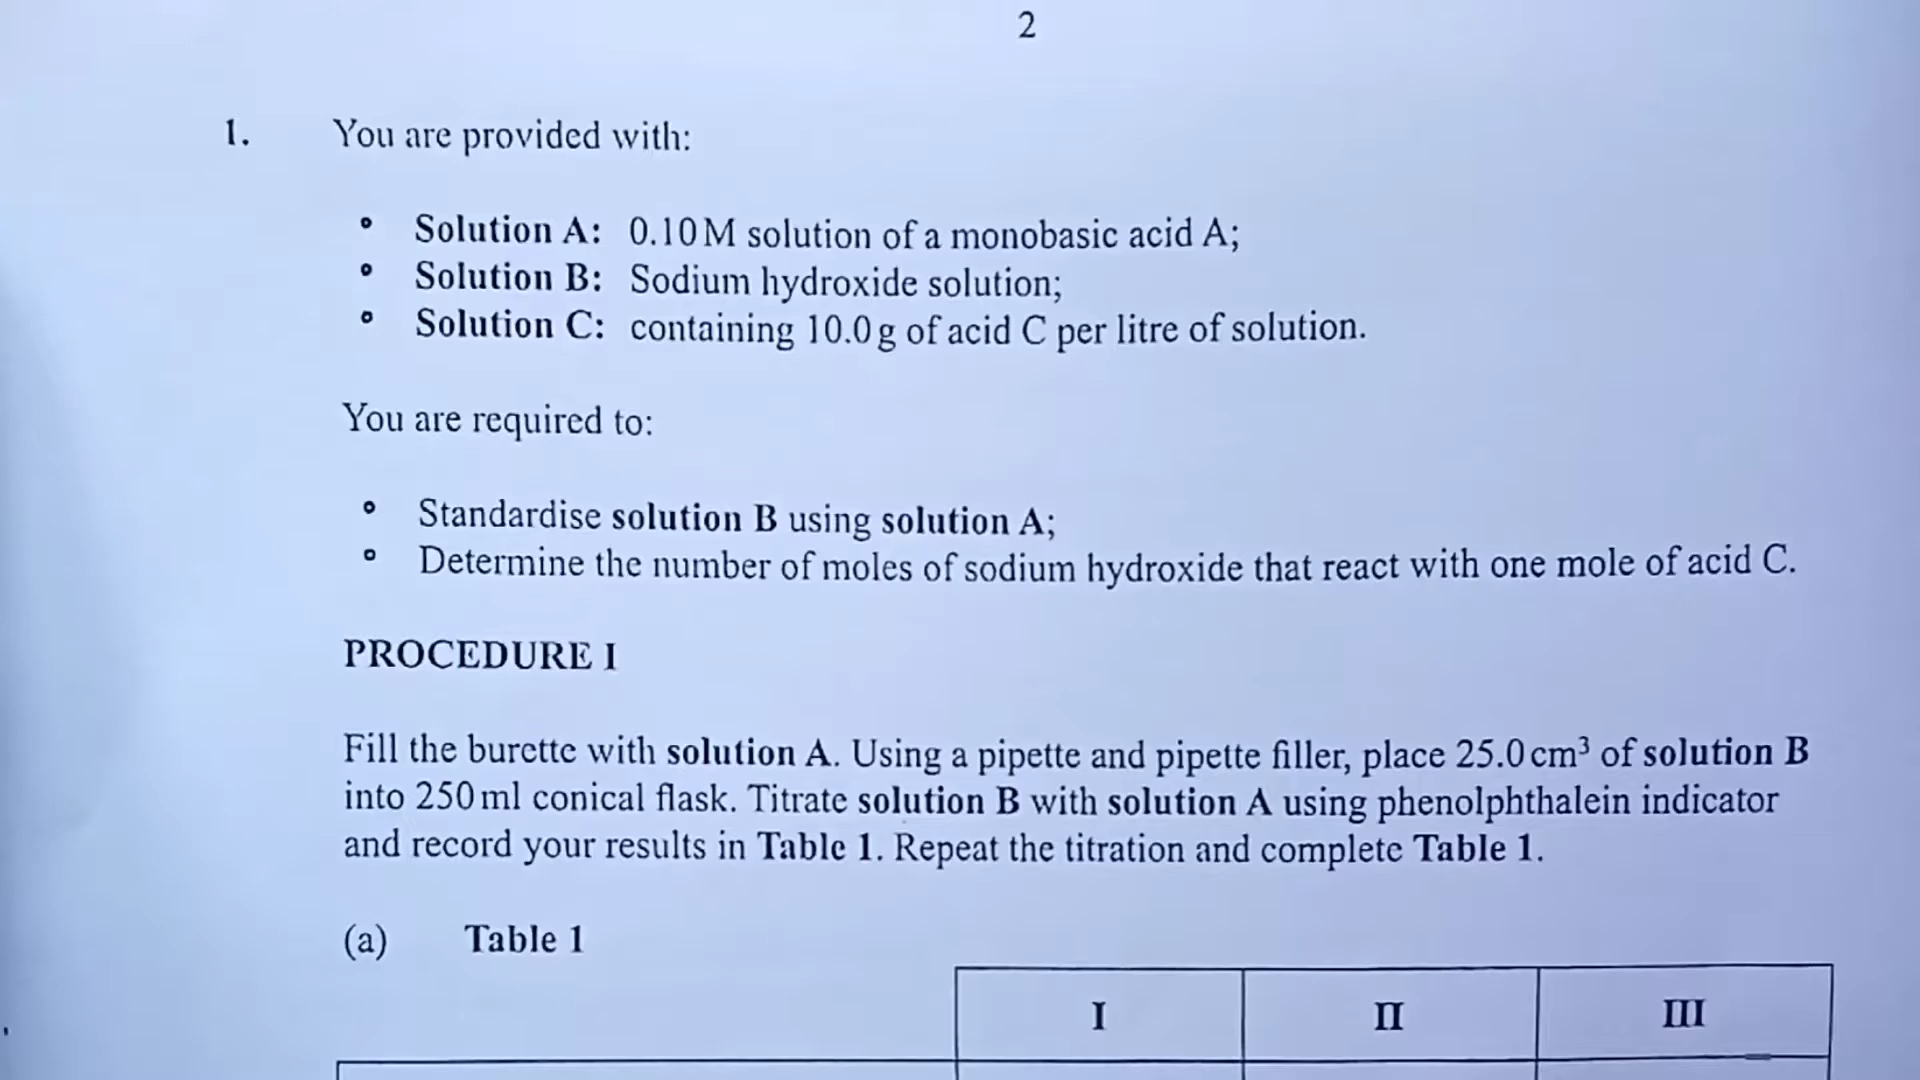 2
1. You are provided with:
° Solution A: 0.10 M solution of a monobasic acid A;
° Solution B: Sodium hydroxide solution;
° Solution C: containing 10.0 g of acid C per litre of solution.
You are required to:
° Standardise solution B using solution A;
° Determine the number of moles of sodium hydroxide that react with one mole of acid C.
PROCEDURE I
Fill the burette with solution A. Using a pipette and pipette filler, place 25.0 cm³ of solution B
into 250 ml conical flask. Titrate solution B with solution A using phenolphthalein indicator
and record your results in Table 1. Repeat the titration and complete Table 1.
(a) Table 1
I II III